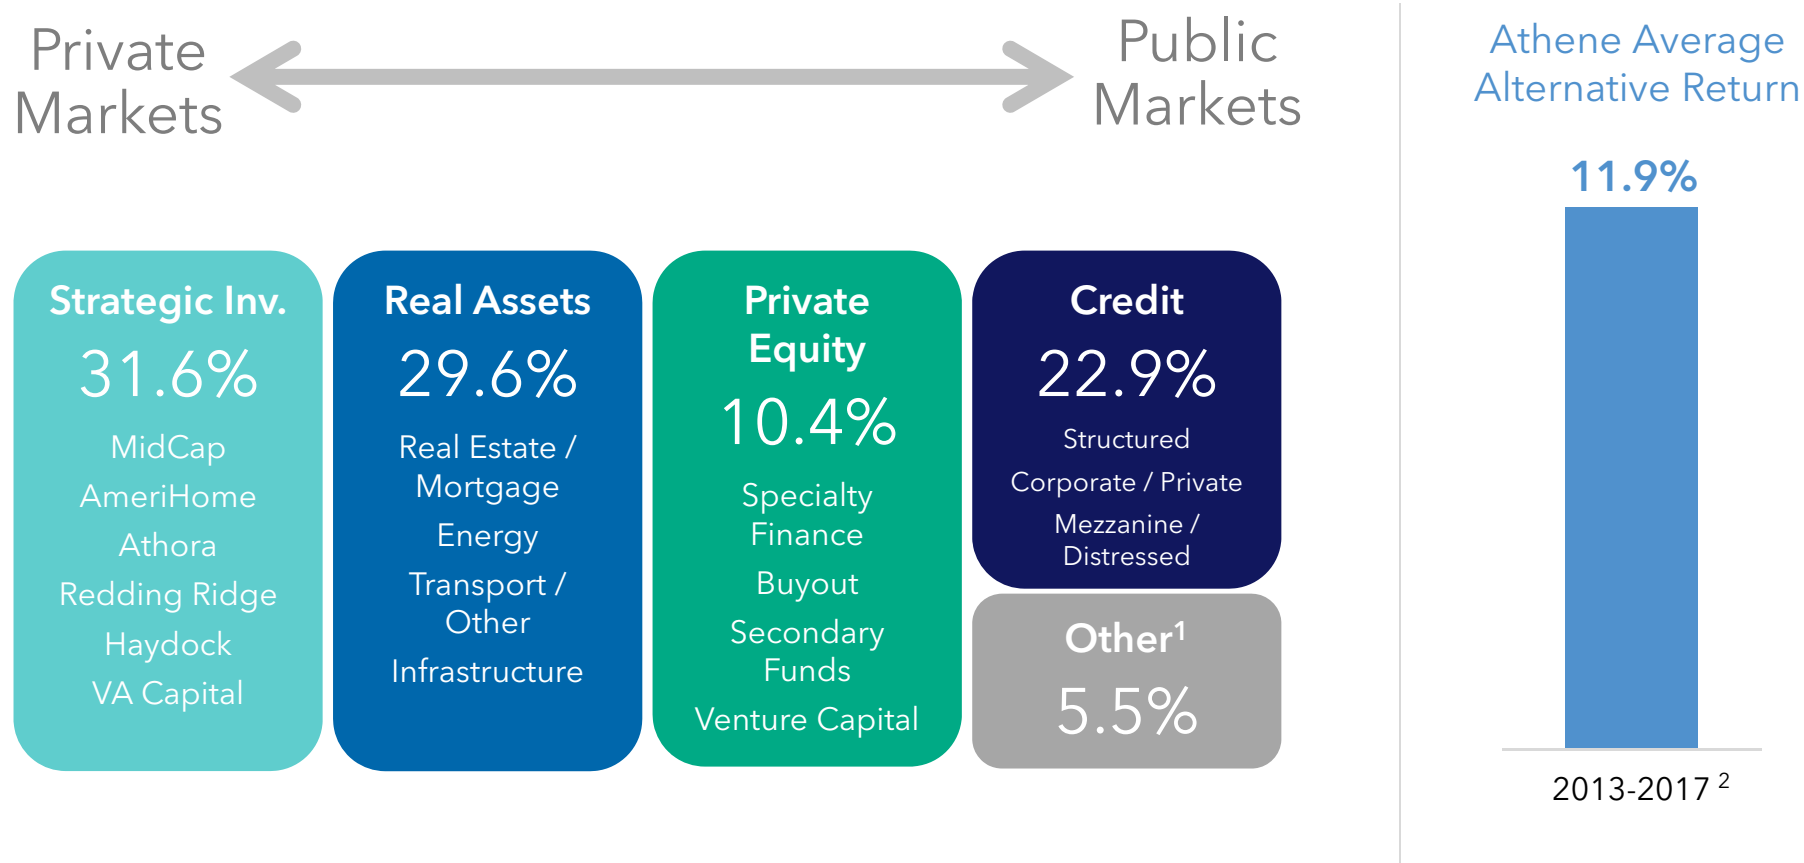 Private
Markets
Public
Markets
Strategic Inv.
31.6%
MidCap
AmeriHome
Athora
Redding Ridge
Haydock
VA Capital
Real Assets
29.6%
Real Estate /
Mortgage
Energy
Transport /
Other
Infrastructure
Private
Equity
10.4%
Specialty
Finance
Buyout
Secondary
Funds
Venture Capital
Credit
22.9%
Structured
Corporate / Private
Mezzanine /
Distressed
Other¹
5.5%
Athene Average
Alternative Return
11.9%
2013-2017 ²